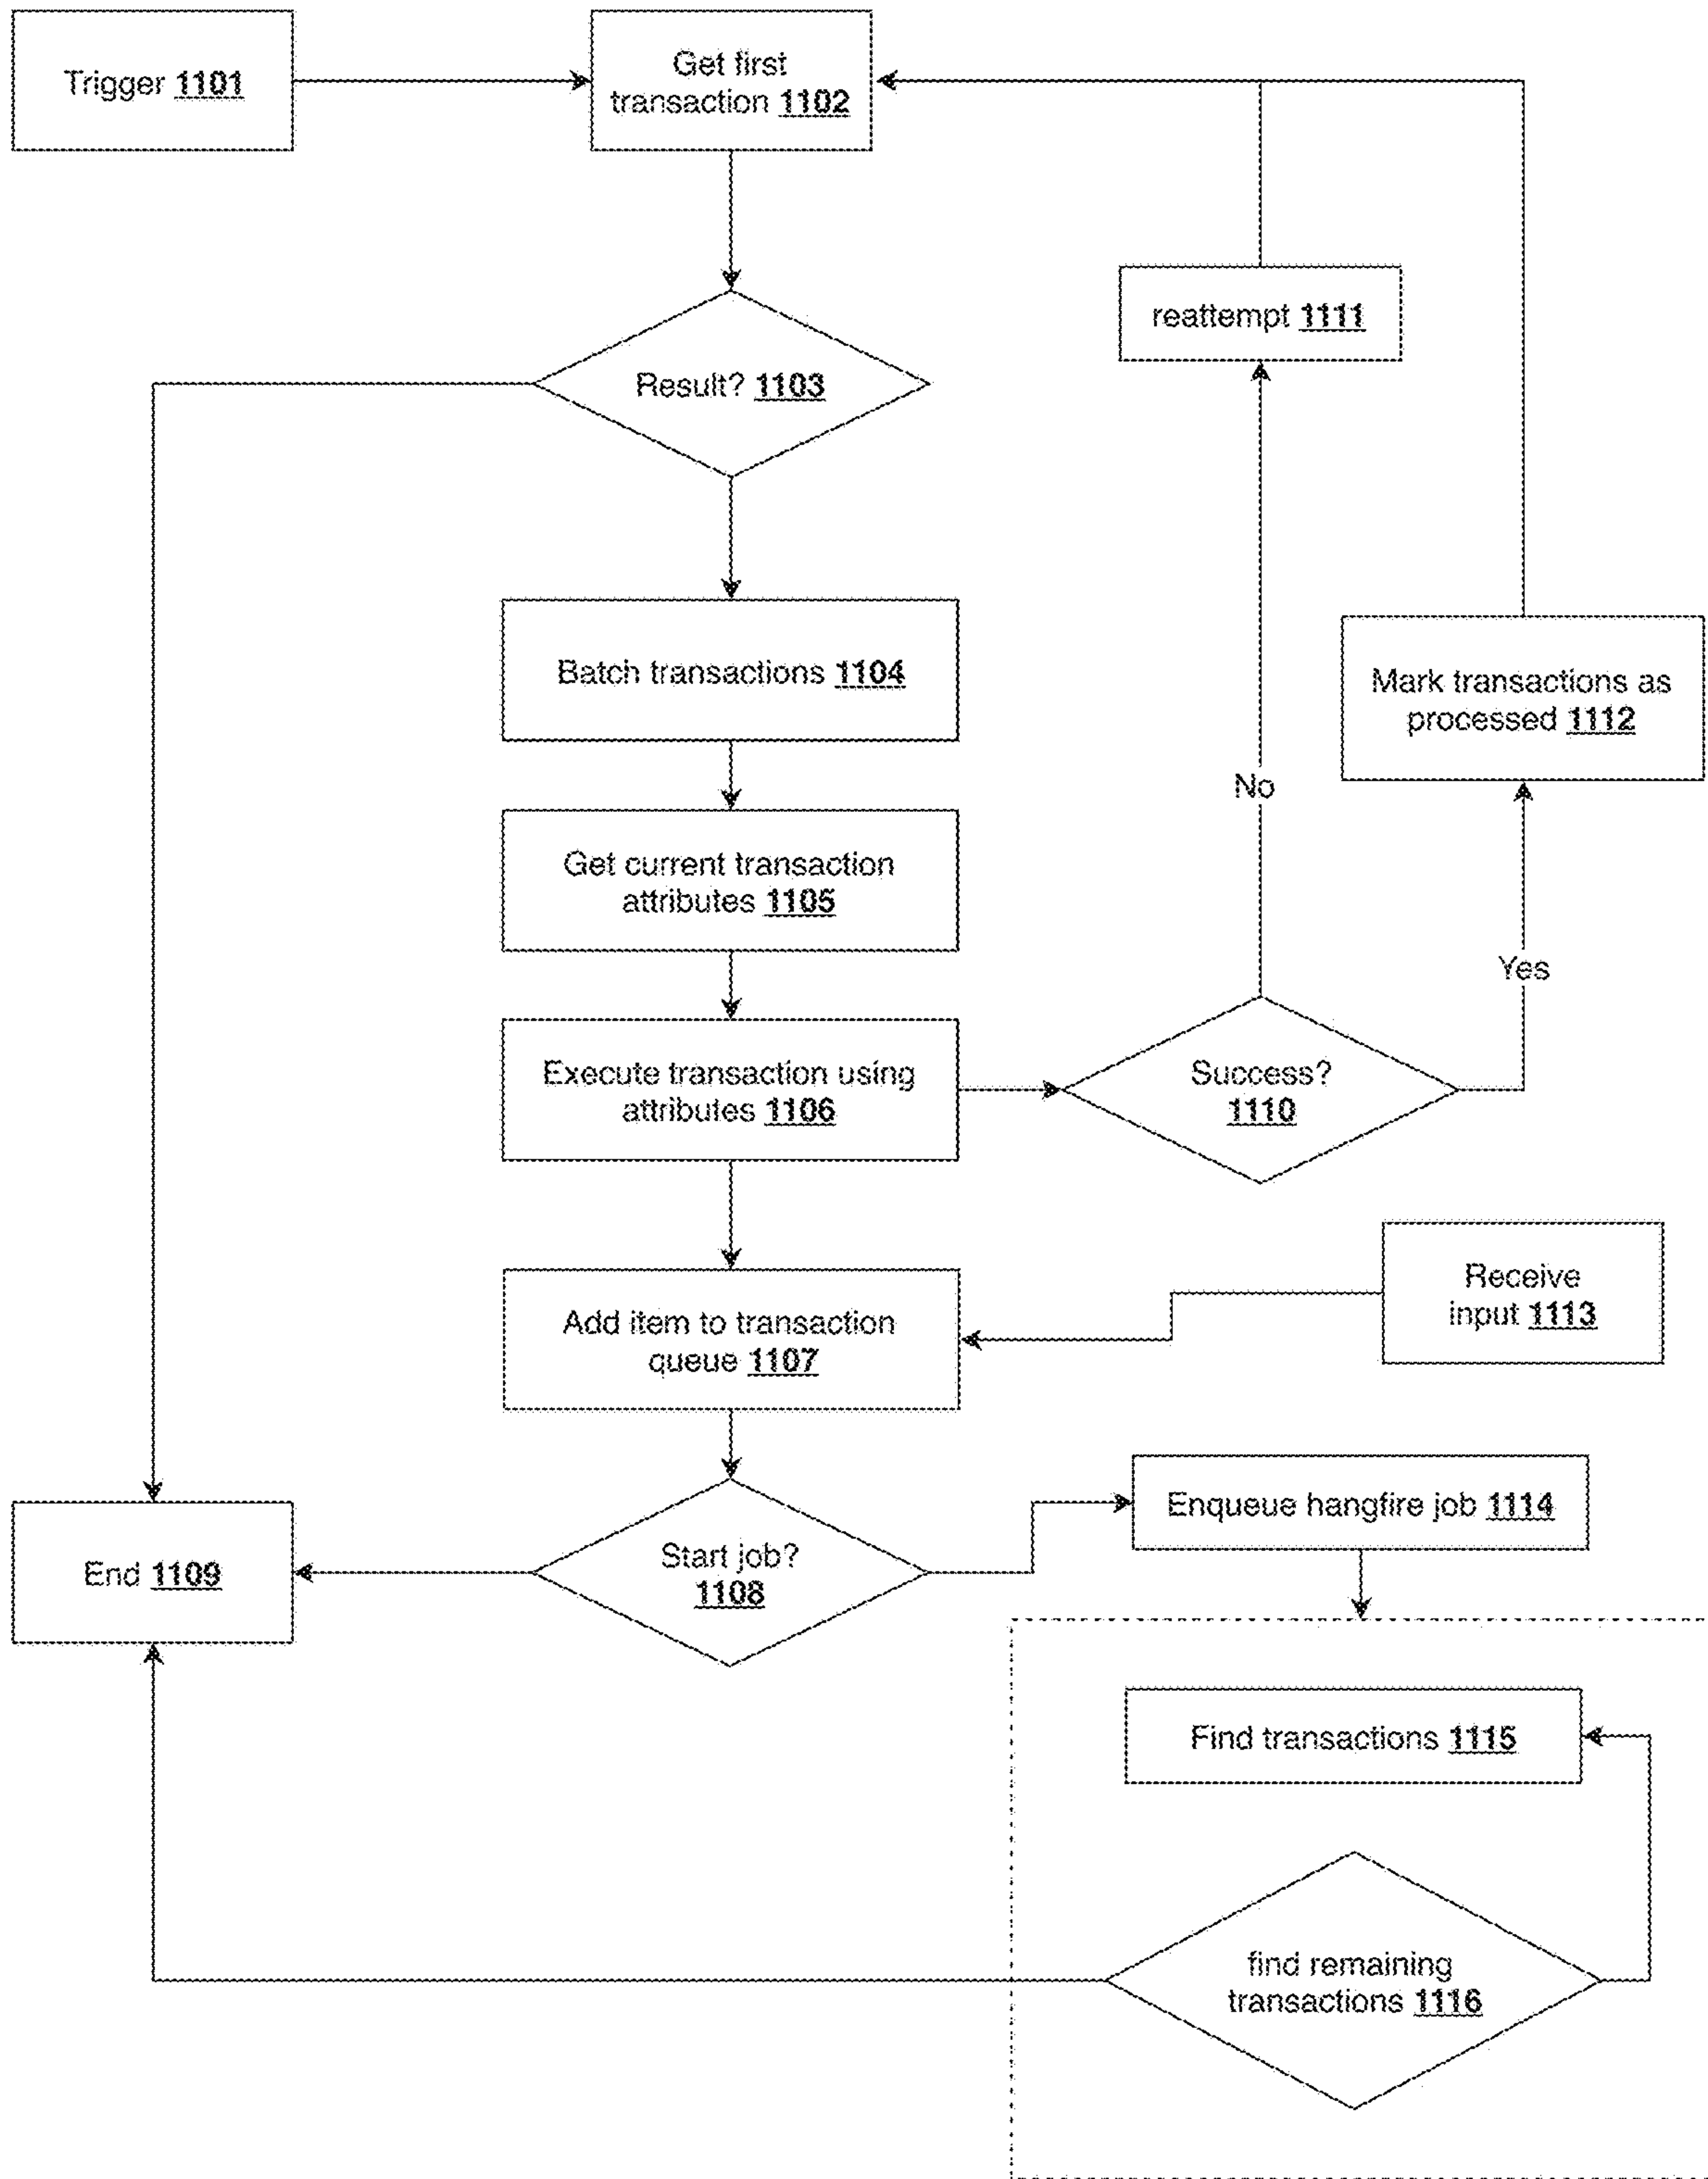 Trigger 1101
Get first
transaction 1102
reattempt 1111
Result? 1103
Batch transactions 1104
Mark transactions as
processed 1112
No
Get current transaction
attributes 1105
Yes
Execute transaction using
attributes 1106
Success?
1110
Receive
input 1113
Add item to transaction
queue 1107
Enqueue hangfire job 1114
Start job?
1108
End 1109
Find transactions 1115
find remaining
transactions 1116